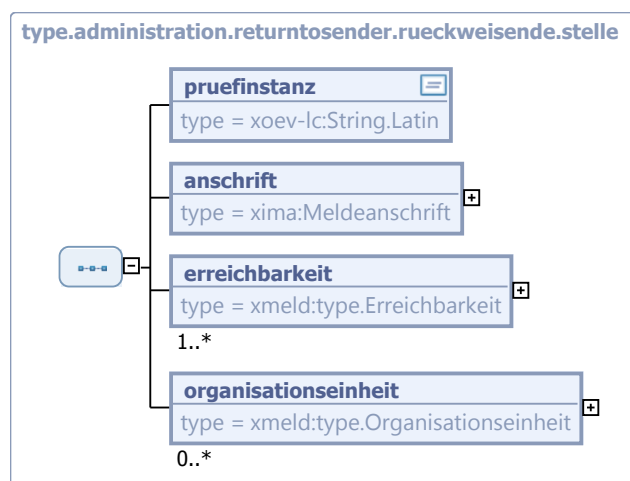 type.administration.returntosender.rueckweisende.stelle
pruefinstanz
type = xoev-lc:String.Latin
anschrift
type = xima:Meldeanschrift
erreichbarkeit
type = xmeld:type.Erreichbarkeit
1..*
organisationseinheit
type = xmeld:type.Organisationseinheit
0..*